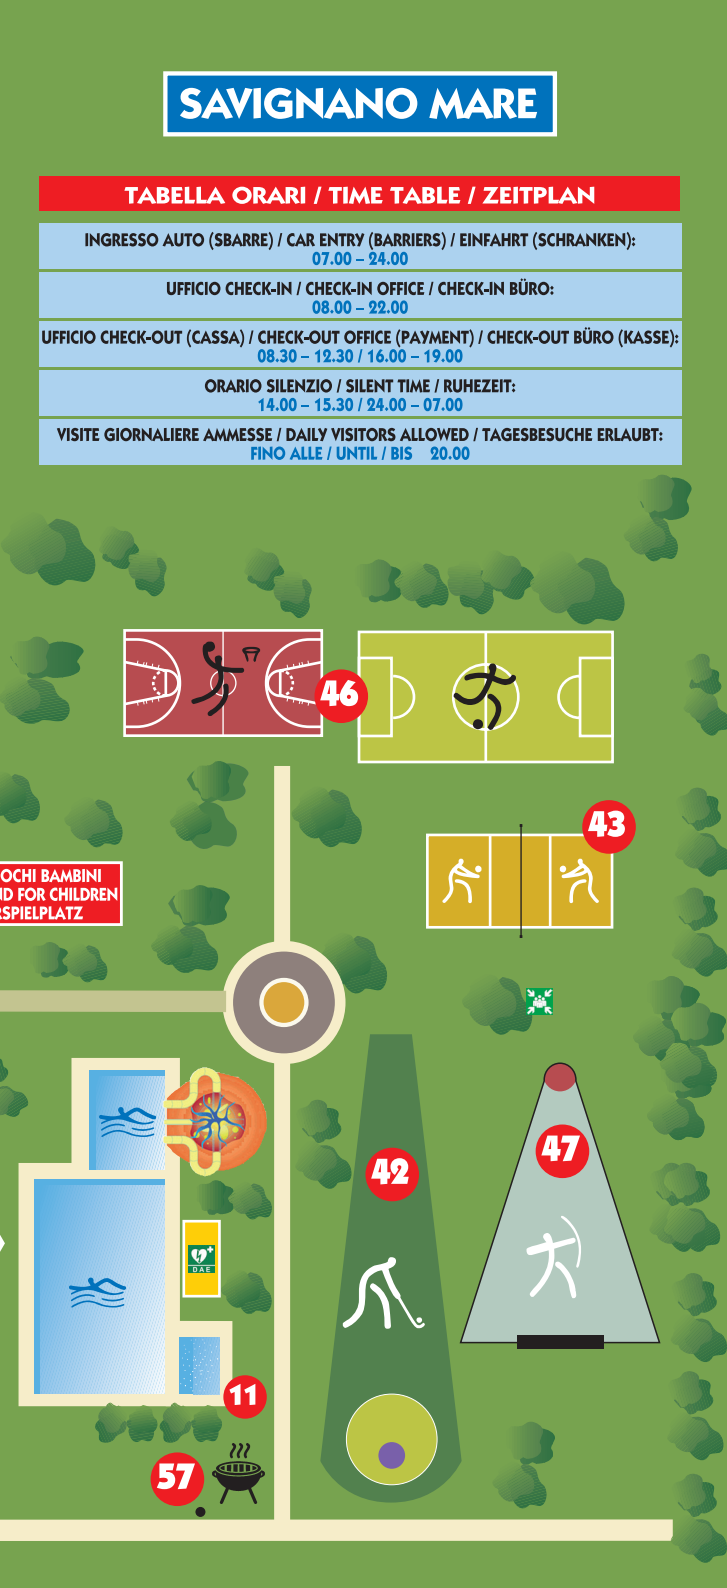 SAVIGNANO MARE
TABELLA ORARI / TIME TABLE / ZEITPLAN
INGRESSO AUTO (SBARRE) / CAR ENTRY (BARRIERS) / EINFAHRT (SCHRANKEN):
07.00 – 24.00
UFFICIO CHECK-IN / CHECK-IN OFFICE / CHECK-IN BÜRO:
08.00 – 22.00
UFFICIO CHECK-OUT (CASSA) / CHECK-OUT OFFICE (PAYMENT) / CHECK-OUT BÜRO (KASSE):
08.30 – 12.30 / 16.00 – 19.00
ORARIO SILENZIO / SILENT TIME / RUHEZEIT:
14.00 – 15.30 / 24.00 – 07.00
VISITE GIORNALIERE AMMESSE / DAILY VISITORS ALLOWED / TAGESBESUCHE ERLAUBT:
FINO ALLE / UNTIL / BIS 20.00
46
43
OCHI BAMBINI
ND FOR CHILDREN
RSPIELPLATZ
47
42
DAE
11
57